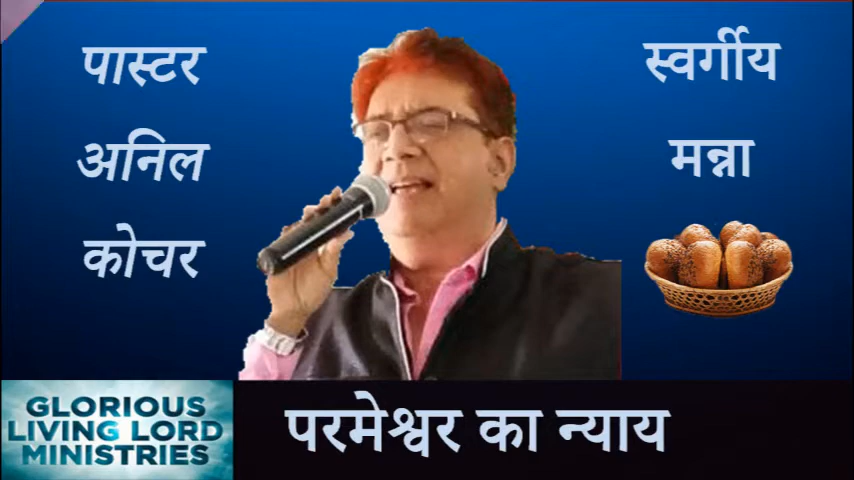 पास्टर
अनिल
कोचर
स्वर्गीय
मन्ना
GLORIOUS
LIVING LORD
MINISTRIES
परमेश्वर का न्याय